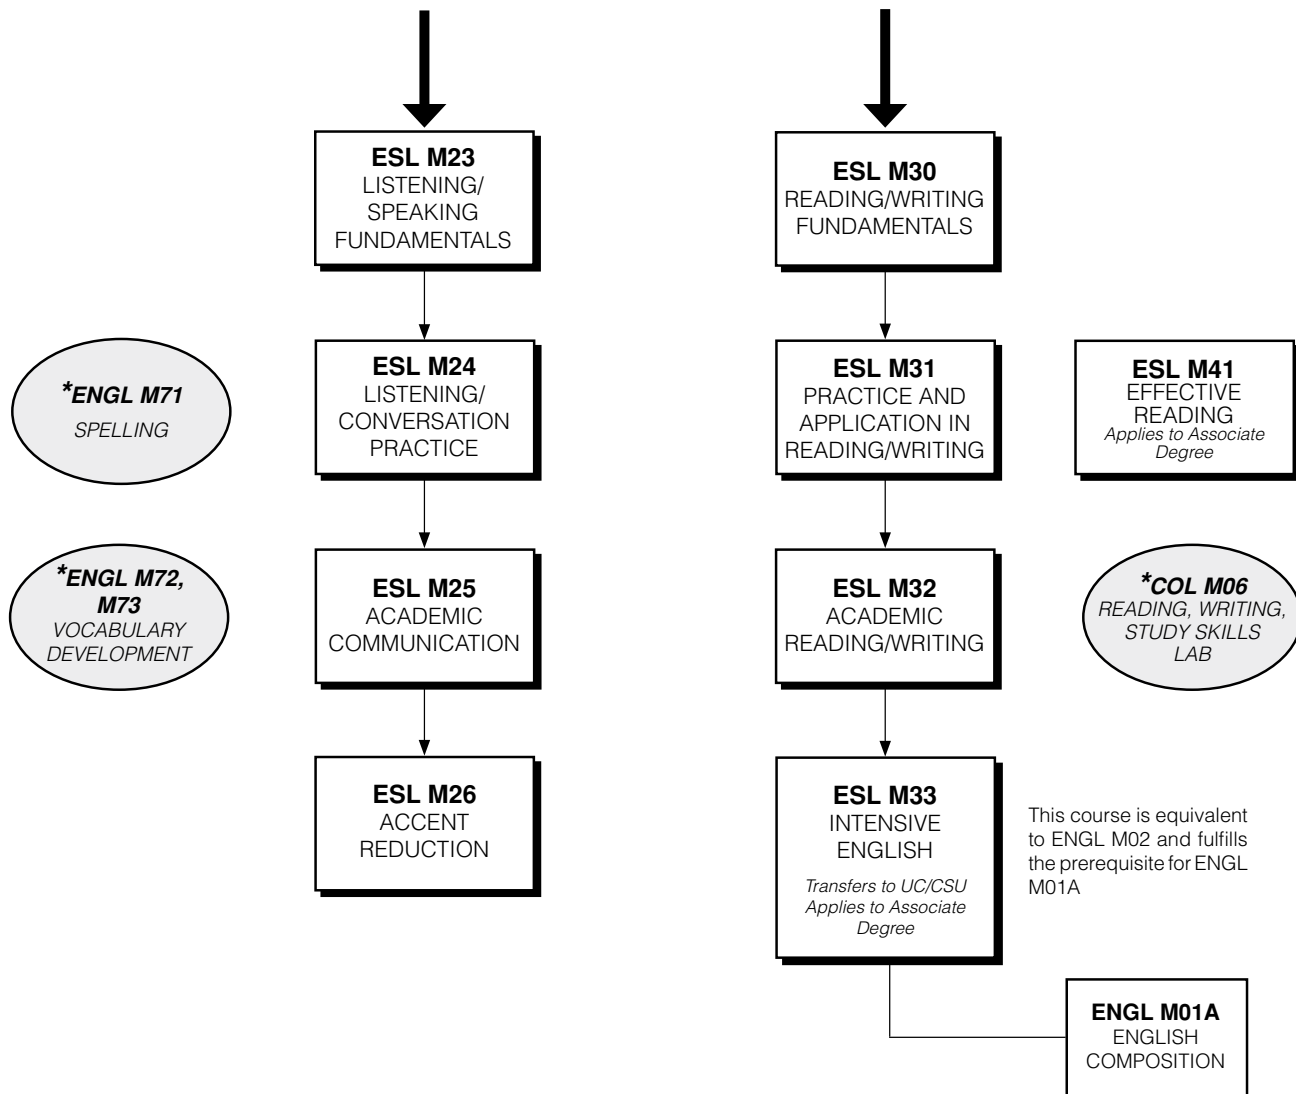 ESL M23
LISTENING/
SPEAKING
FUNDAMENTALS
ESL M30
READING/WRITING
FUNDAMENTALS
*ENGL M71
SPELLING
ESL M24
LISTENING/
CONVERSATION
PRACTICE
ESL M31
PRACTICE AND
APPLICATION IN
READING/WRITING
ESL M41
EFFECTIVE
READING
Applies to Associate
Degree
*ENGL M72,
M73
VOCABULARY
DEVELOPMENT
ESL M25
ACADEMIC
COMMUNICATION
ESL M32
ACADEMIC
READING/WRITING
*COL M06
READING, WRITING,
STUDY SKILLS
LAB
ESL M26
ACCENT
REDUCTION
ESL M33
INTENSIVE
ENGLISH
Transfers to UC/CSU
Applies to Associate
Degree
This course is equivalent
to ENGL M02 and fulfills
the prerequisite for ENGL
M01A
ENGL M01A
ENGLISH
COMPOSITION